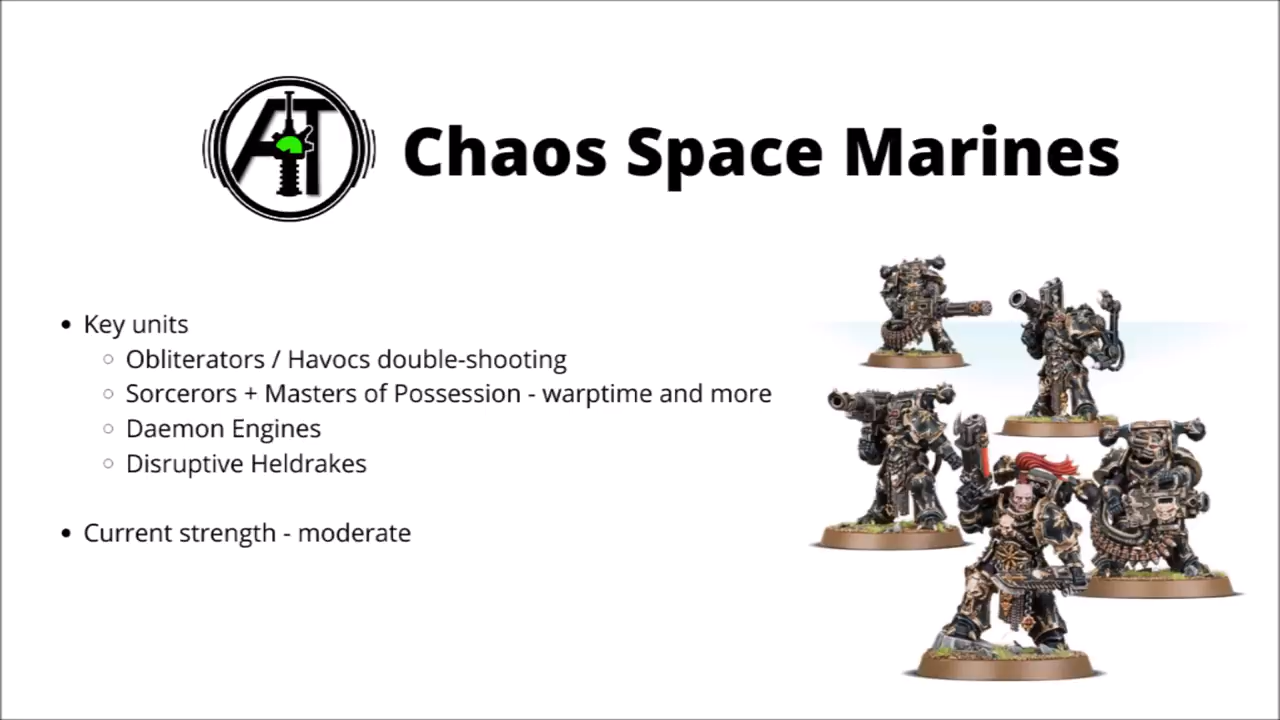 AT
Chaos Space Marines
• Key units
○ Obliterators / Havocs double-shooting
○ Sorcerors + Masters of Possession - warptime and more
○ Daemon Engines
○ Disruptive Heldrakes
• Current strength - moderate